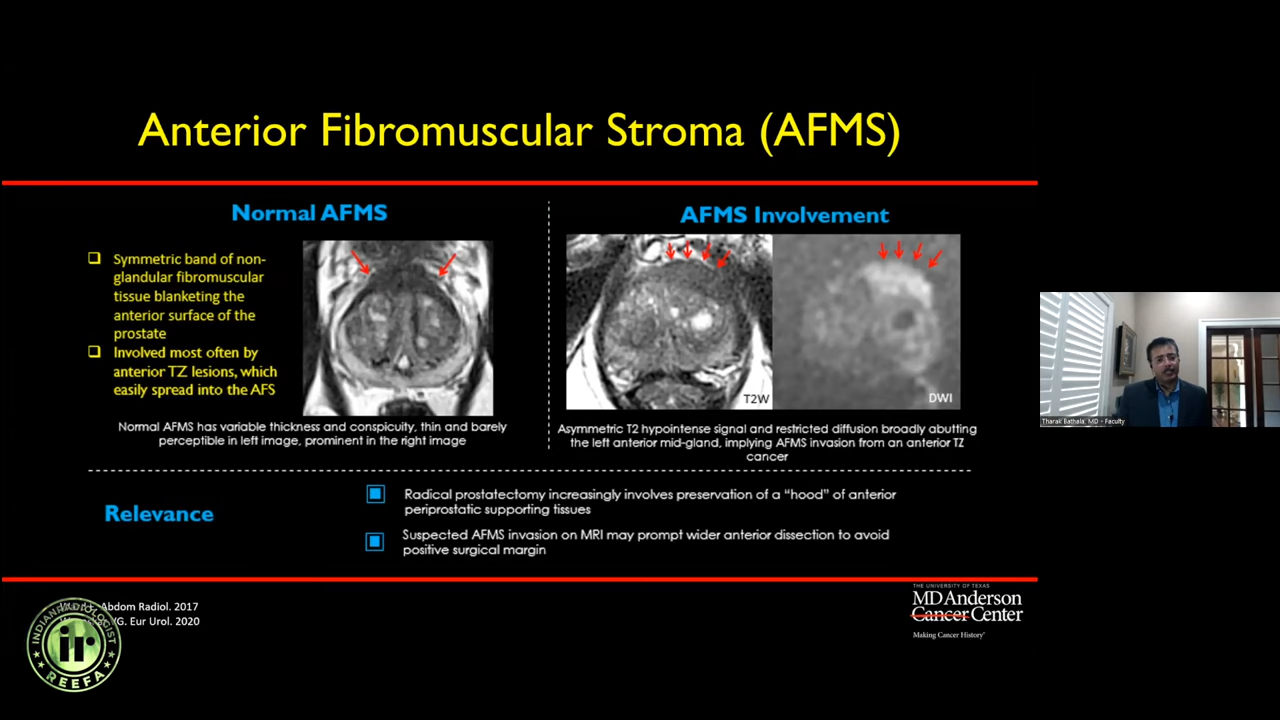 Anterior Fibromuscular Stroma (AFMS)
Normal AFMS
❑ Symmetric band of non-
glandular fibromuscular
tissue blanketing the
anterior surface of the
prostate
❑ Involved most often by
anterior TZ lesions, which
easily spread into the AFS
Normal AFMS has variable thickness and conspicuity, thin and barely
perceptible in left image, prominent in the right image
AFMS Involvement
T2W
DWI
Asymmetric T2 hypointense signal and restricted diffusion broadly abutting
the left anterior mid-gland, implying AFMS invasion from an anterior TZ
cancer
Relevance
Radical prostatectomy increasingly involves preservation of a “hood” of anterior
periprostatic supporting tissues
Suspected AFMS invasion on MRI may prompt wider anterior dissection to avoid
positive surgical margin
Abdom Radiol. 2017
Eur Urol. 2020
INDIANRADIOLOGIST
ir
REEFA
THE UNIVERSITY OF TEXAS
MD Anderson
Cancer Center
Making Cancer History®
Tharak Bathala, MD - Faculty